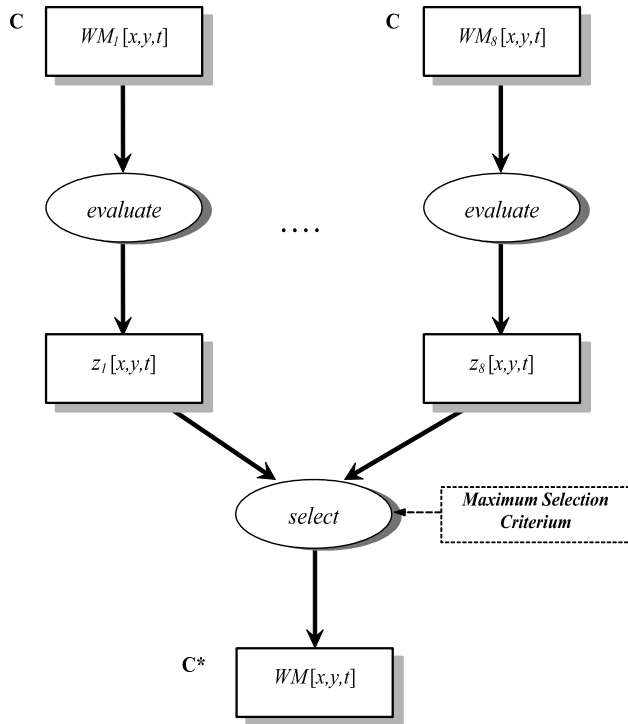 C WM₁[x,y,t] C WM₈[x,y,t]
evaluate .... evaluate
z₁[x,y,t] z₈[x,y,t]
select
Maximum Selection
Criterium
C* WM[x,y,t]